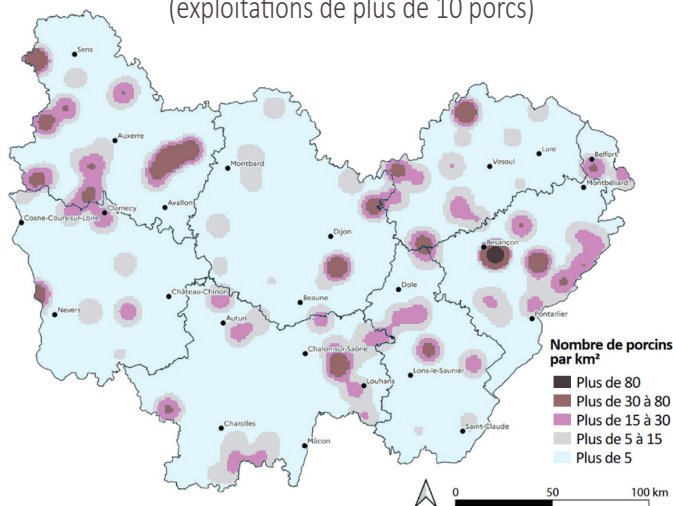 (exploitations de plus de 10 porcs)
Sens
Auxerre
Montbard
Vesoul
Lure
Belfort
Montbéliard
Cosne-Cours-sur-Loire
Clamecy
Avallon
Dijon
Besançon
Nevers
Château-Chinon
Beaune
Dole
Pontarlier
Autun
Chalon-sur-Saône
Louhans
Lons-le-Saunier
Charolles
Mâcon
Saint-Claude
Nombre de porcins
par km²
Plus de 80
Plus de 30 à 80
Plus de 15 à 30
Plus de 5 à 15
Plus de 5
0 50 100 km